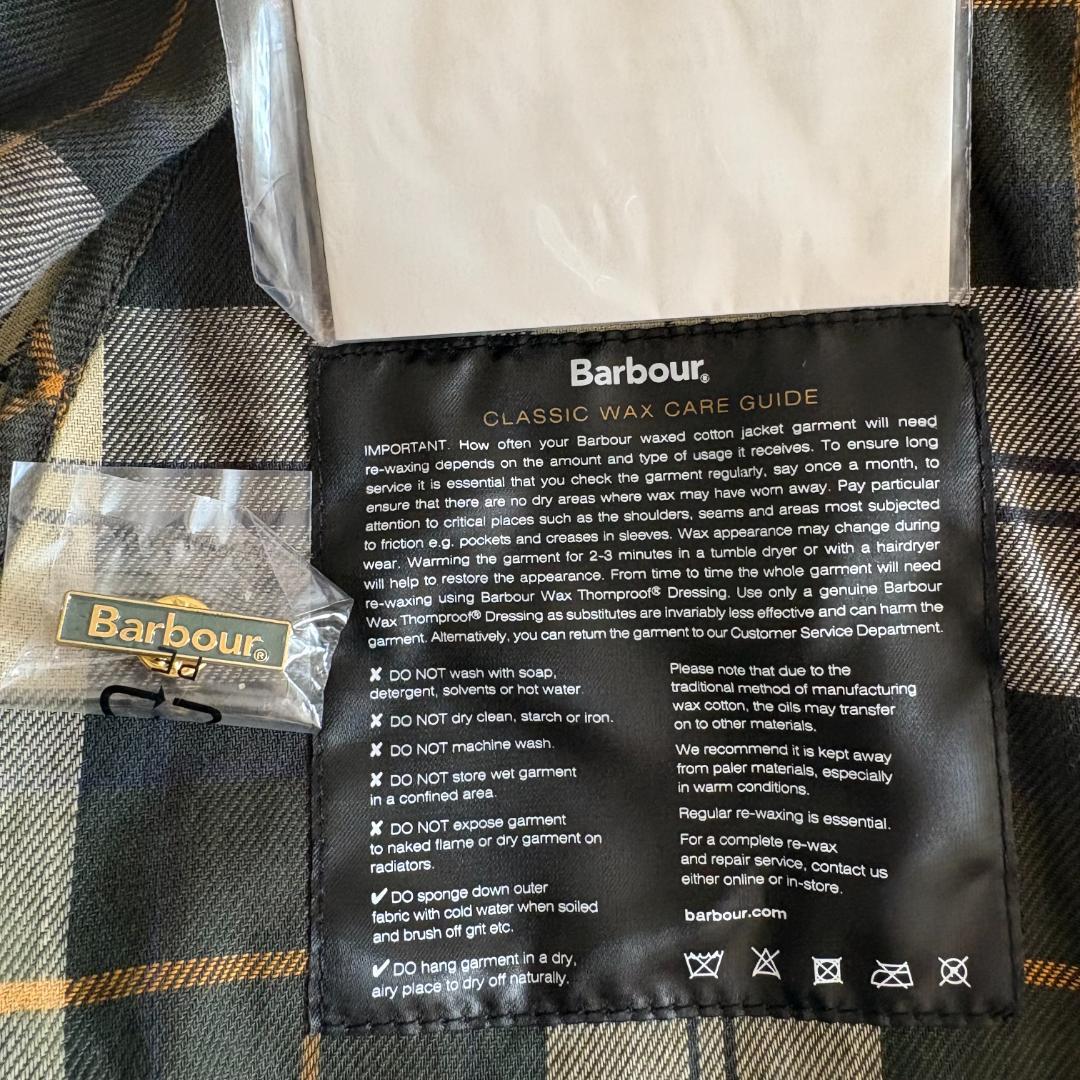 Barbour®
CLASSIC WAX CARE GUIDE
IMPORTANT. How often your Barbour waxed cotton jacket garment will need
re-waxing depends on the amount and type of usage it receives. To ensure long
service it is essential that you check the garment regularly, say once a month, to
ensure that there are no dry areas where wax may have worn away. Pay particular
attention to critical places such as the shoulders, seams and areas most subjected
to friction e.g. pockets and creases in sleeves. Wax appearance may change during
wear. Warming the garment for 2-3 minutes in a tumble dryer or with a hairdryer
will help to restore the appearance. From time to time the whole garment will need
re-waxing using Barbour Wax Thornproof® Dressing. Use only a genuine Barbour
Wax Thornproof® Dressing as substitutes are invariably less effective and can harm the
garment. Alternatively, you can return the garment to our Customer Service Department.
✘ DO NOT wash with soap,
detergent, solvents or hot water.
✘ DO NOT dry clean, starch or iron.
✘ DO NOT machine wash.
✘ DO NOT store wet garment
in a confined area.
✘ DO NOT expose garment
to naked flame or dry garment on
radiators.
✔ DO sponge down outer
fabric with cold water when soiled
and brush off grit etc.
✔ DO hang garment in a dry,
airy place to dry off naturally.
Please note that due to the
traditional method of manufacturing
wax cotton, the oils may transfer
on to other materials.
We recommend it is kept away
from paler materials, especially
in warm conditions.
Regular re-waxing is essential.
For a complete re-wax
and repair service, contact us
either online or in-store.
barbour.com
Barbour®